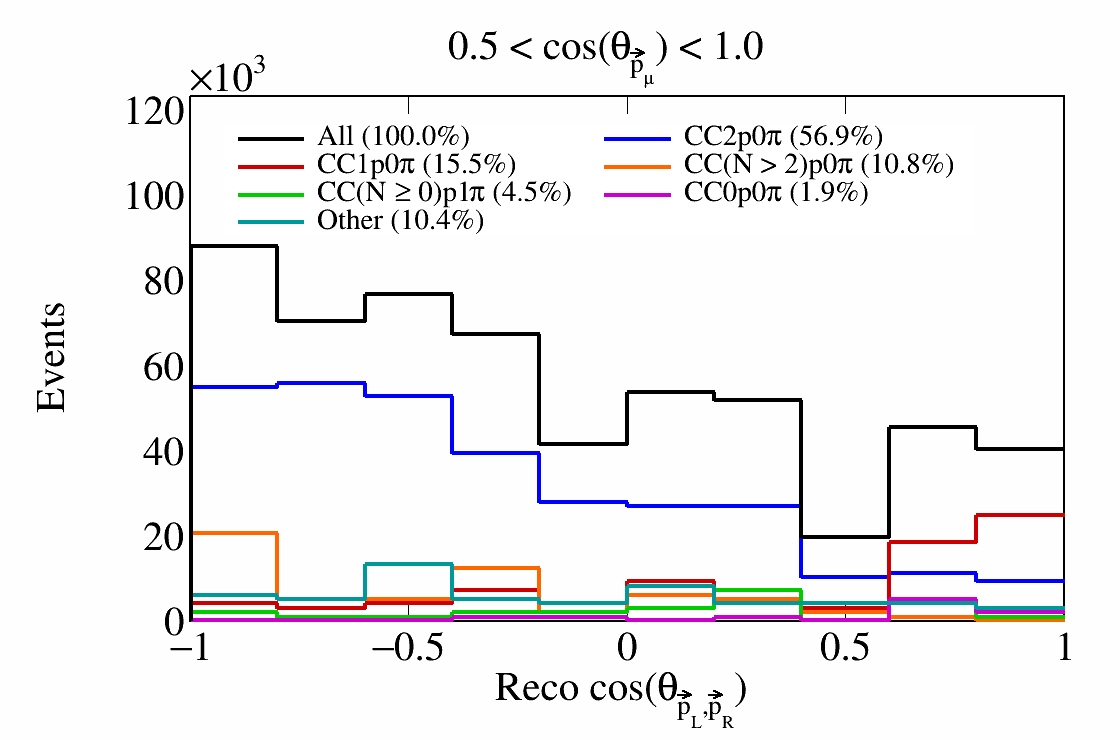 0.5 < cos(θ_p⃗_μ) < 1.0
×10³
120
100
80
60
40
20
0
Events
All (100.0%)
CC2p0π (56.9%)
CC1p0π (15.5%)
CC(N > 2)p0π (10.8%)
CC(N ≥ 0)p1π (4.5%)
CC0p0π (1.9%)
Other (10.4%)
−1
−0.5
0
0.5
1
Reco cos(θ_p⃗_L,p⃗_R)